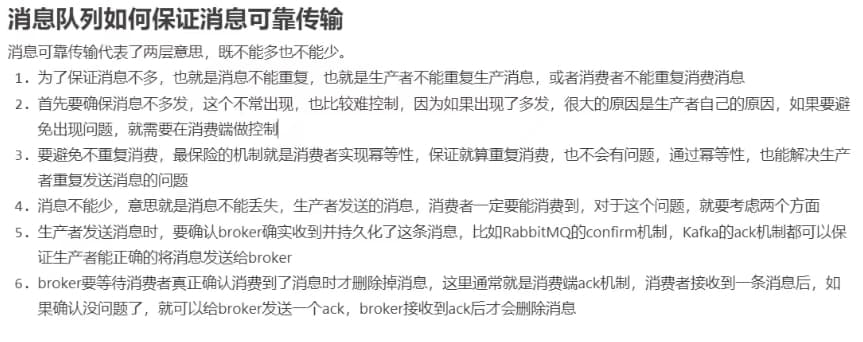 消息队列如何保证消息可靠传输
消息可靠传输代表了两层意思，既不能多也不能少。
1. 为了保证消息不多，也就是消息不能重复，也就是生产者不能重复生产消息，或者消费者不能重复消费消息
2. 首先要确保消息不多发，这个不常出现，也比较难控制，因为如果出现了多发，很大的原因是生产者自己的原因，如果要避
免出现问题，就需要在消费端做控制
3. 要避免不重复消费，最保险的机制就是消费者实现幂等性，保证就算重复消费，也不会有问题，通过幂等性，也能解决生产
者重复发送消息的问题
4. 消息不能少，意思就是消息不能丢失，生产者发送的消息，消费者一定要能消费到，对于这个问题，就要考虑两个方面
5. 生产者发送消息时，要确认broker确实收到并持久化了这条消息，比如RabbitMQ的confirm机制，Kafka的ack机制都可以保
证生产者能正确的将消息发送给broker
6. broker要等待消费者真正确认消费到了消息时才删除掉消息，这里通常就是消费端ack机制，消费者接收到一条消息后，如
果确认没问题了，就可以给broker发送一个ack，broker接收到ack后才会删除消息